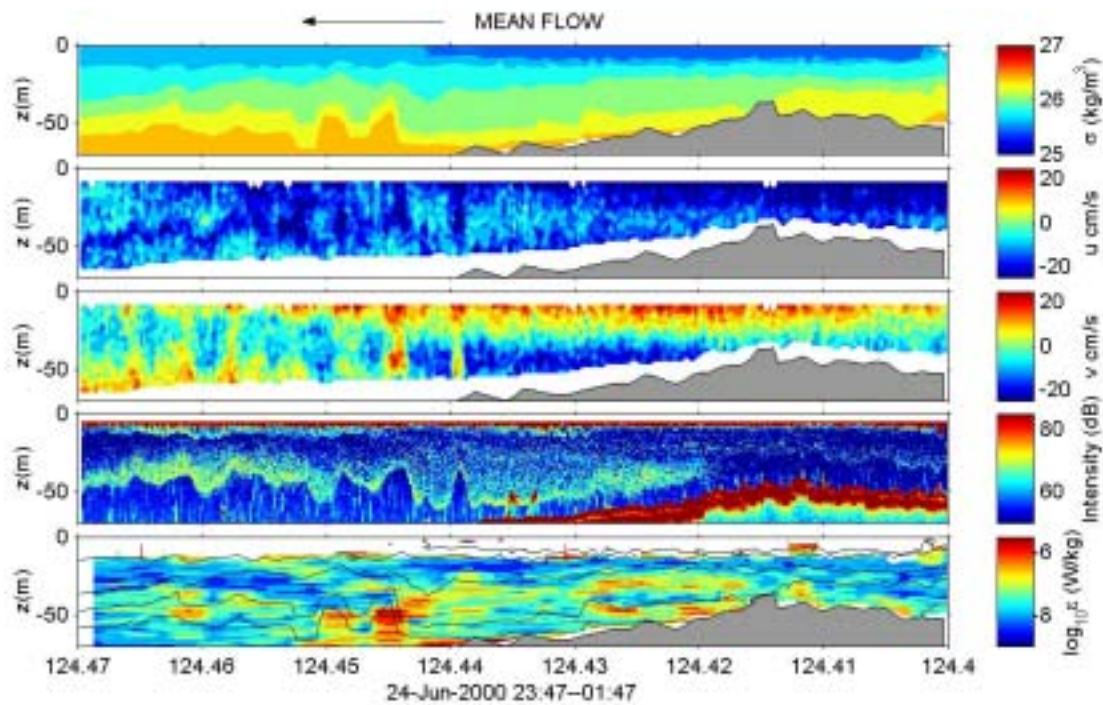 MEAN FLOW
0
-50
z(m)
27
26
25
σ (kg/m³)
0
-50
z (m)
20
0
-20
u cm/s
0
-50
z(m)
20
0
-20
v cm/s
0
-50
z(m)
80
60
Intensity (dB)
0
-50
z(m)
-6
-8
log₁₀ε (W/kg)
124.47 124.46 124.45 124.44 124.43 124.42 124.41 124.4
24-Jun-2000 23:47--01:47